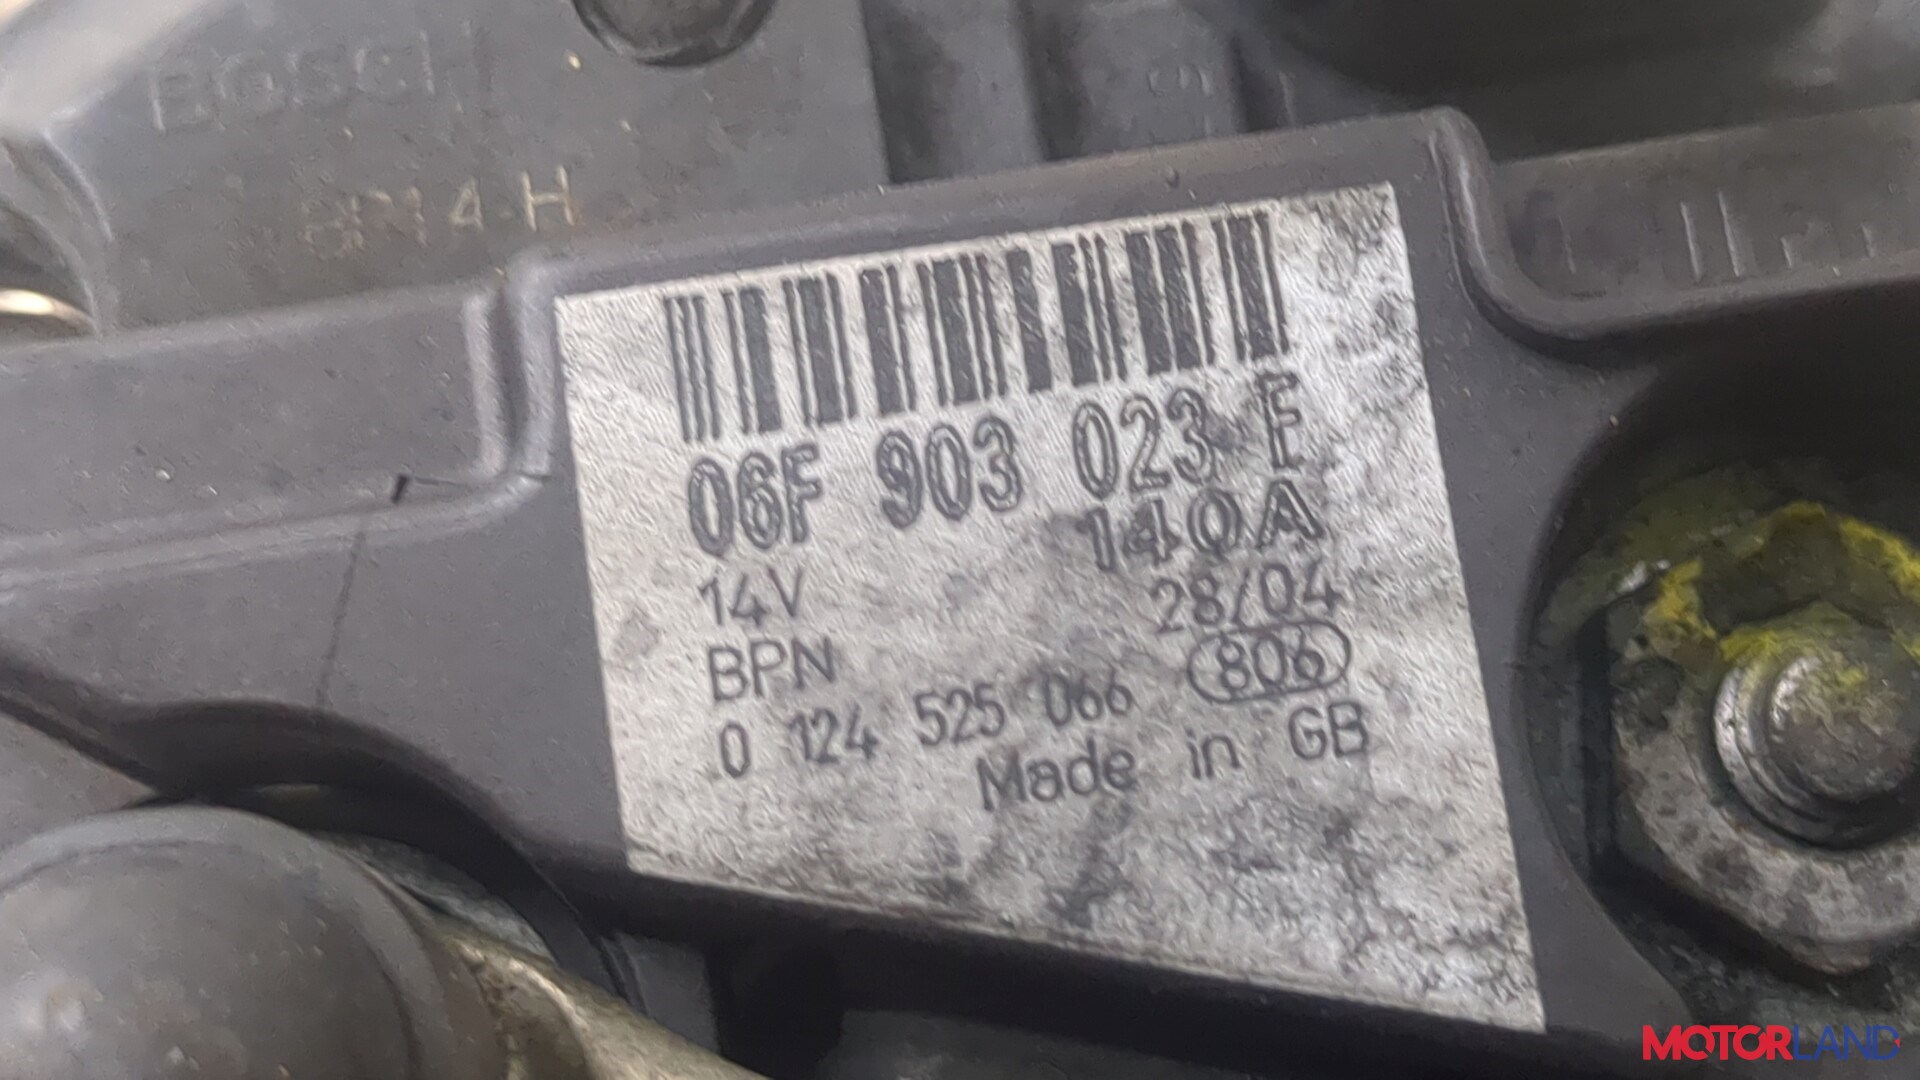 BOSCH
06F 903 023 E
140A
14V 28/04
BPN 806
0 124 525 066
Made in GB
MOTORLAND